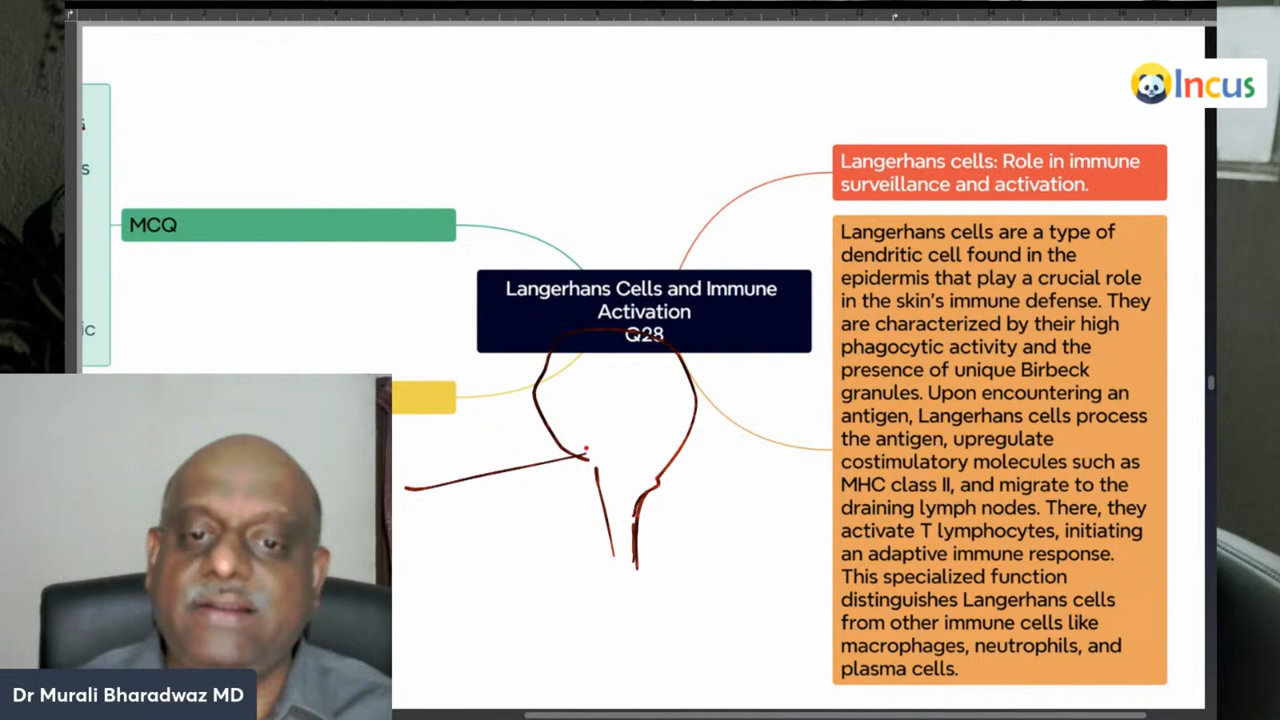 Incus
s
ic
MCQ
Langerhans Cells and Immune
Activation
Q28
Langerhans cells: Role in immune
surveillance and activation.
Langerhans cells are a type of
dendritic cell found in the
epidermis that play a crucial role
in the skin's immune defense. They
are characterized by their high
phagocytic activity and the
presence of unique Birbeck
granules. Upon encountering an
antigen, Langerhans cells process
the antigen, upregulate
costimulatory molecules such as
MHC class II, and migrate to the
draining lymph nodes. There, they
activate T lymphocytes, initiating
an adaptive immune response.
This specialized function
distinguishes Langerhans cells
from other immune cells like
macrophages, neutrophils, and
plasma cells.
Dr Murali Bharadwaz MD